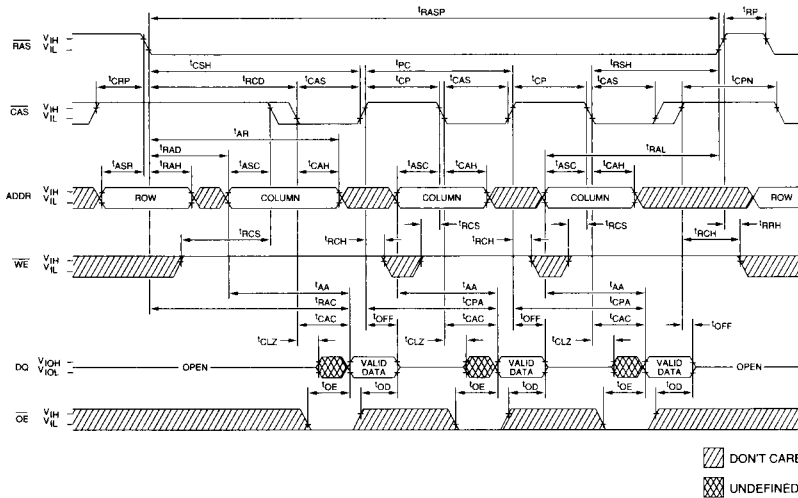 tRASP tRP
RAS VIH VIL
tCSH tPC tRSH
tCRP tRCD tCAS tCP tCAS tCP tCAS tCPN
CAS VIH VIL
tAR
tRAD tRAL
tASR tRAH tASC tCAH tASC tCAH tASC tCAH
ADDR VIH VIL ROW COLUMN COLUMN COLUMN ROW
tRCS tRCH tRCS tRCH tRCS tRCH tRRH
WE VIH VIL
tAA tAA tAA
tRAC tCPA tCPA
tCAC tOFF tCAC tOFF tCAC tOFF
tCLZ tCLZ tCLZ
DQ VIOH VIOL OPEN VALID DATA VALID DATA VALID DATA OPEN
tOE tOD tOE tOD tOE tOD
OE VIH VIL
DON'T CARE
UNDEFINED